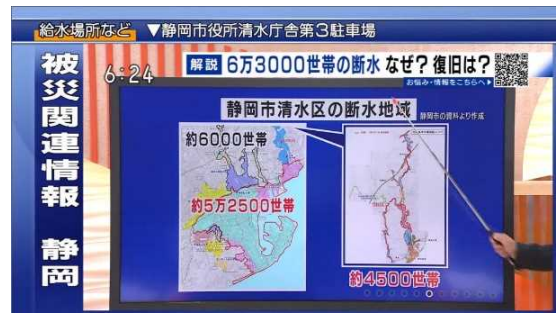 給水場所など ▼静岡市役所清水庁舎第3駐車場
被災関連情報 静岡
6:24
解説 6万3000世帯の断水 なぜ?復旧は?
お悩み・情報をこちらへ▶
静岡市清水区の断水地域
静岡市の資料より作成
約6000世帯
約5万2500世帯
約4500世帯